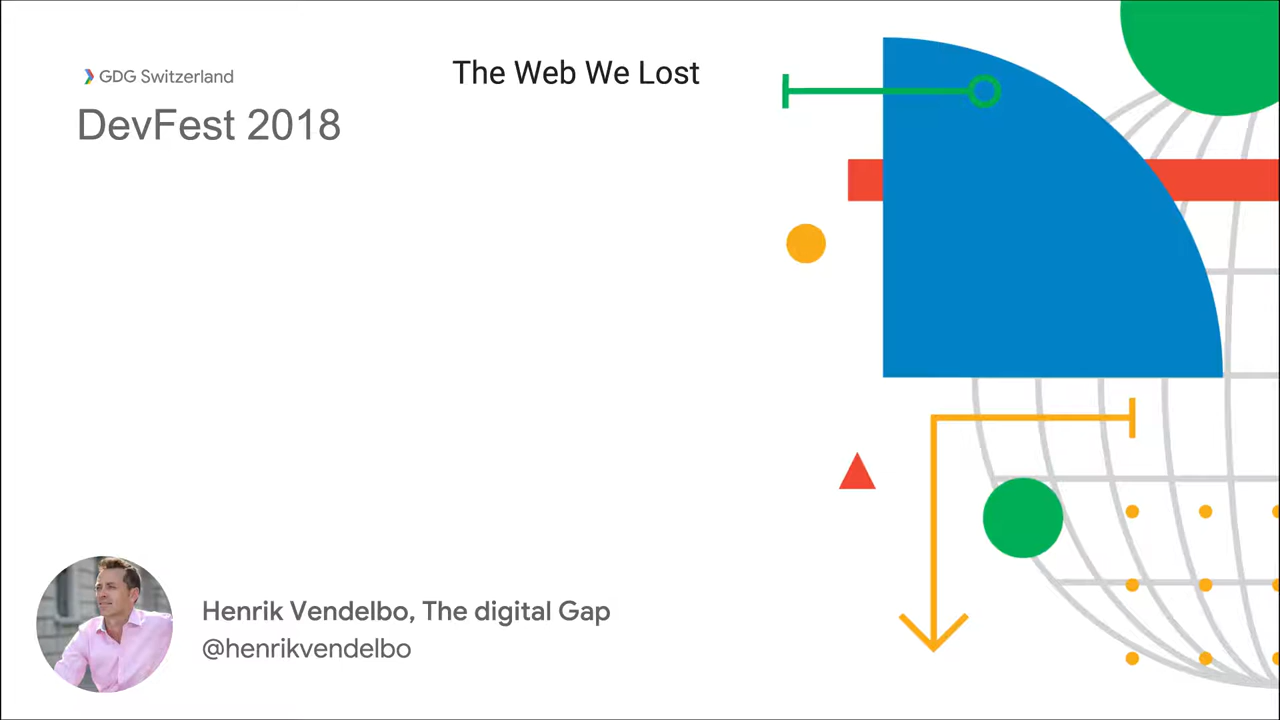 GDG Switzerland
DevFest 2018
The Web We Lost
Henrik Vendelbo, The digital Gap
@henrikvendelbo